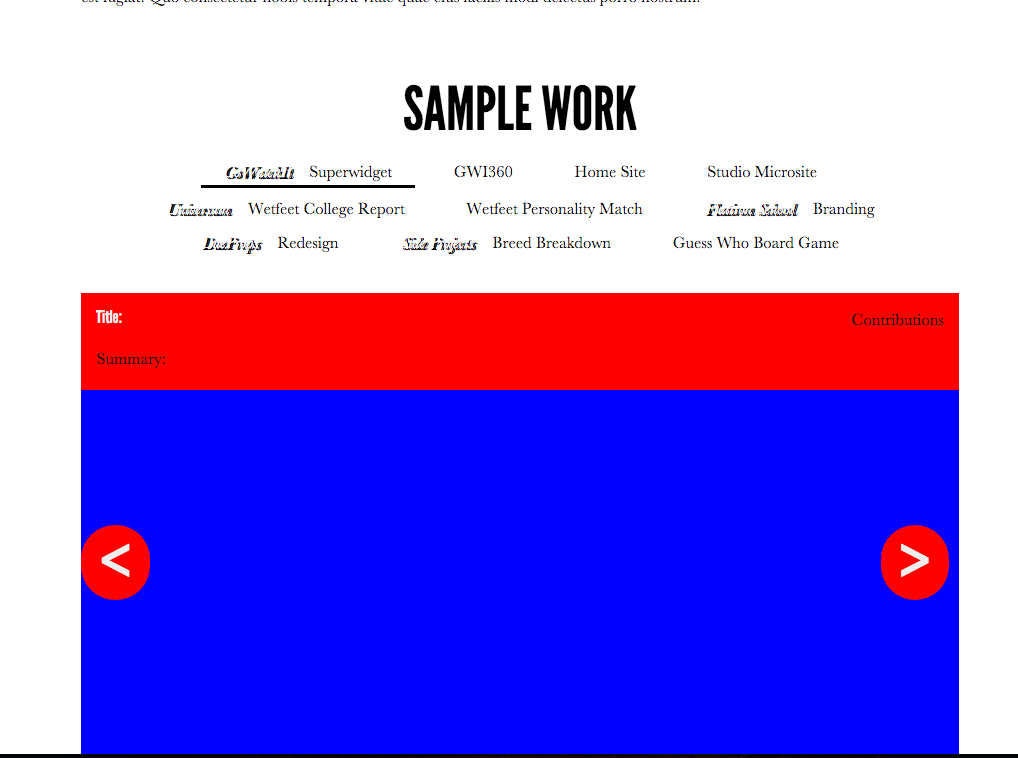 est fugiat! Quo consectetur nobis tempora vitae quae eius facilis modi delectus porro nostrum!
SAMPLE WORK
GoWatchIt Superwidget GWI360 Home Site Studio Microsite
Universum Wetfeet College Report Wetfeet Personality Match Flatiron School Branding
Redesign Side Projects Breed Breakdown Guess Who Board Game
Title:
Contributions
Summary:
< >